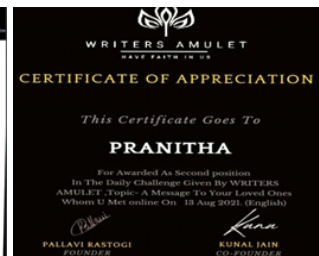 WRITERS AMULET
HAVE FAITH IN US
CERTIFICATE OF APPRECIATION
This Certificate Goes To
PRANITHA
For Awarded As Second position
In The Daily Challenge Given By WRITERS
AMULET ,Topic- A Message To Your Loved Ones
Whom U Met online On 13 Aug 2021. (English)
Pallavi
Kunal
PALLAVI RASTOGI
KUNAL JAIN
FOUNDER
CO-FOUNDER